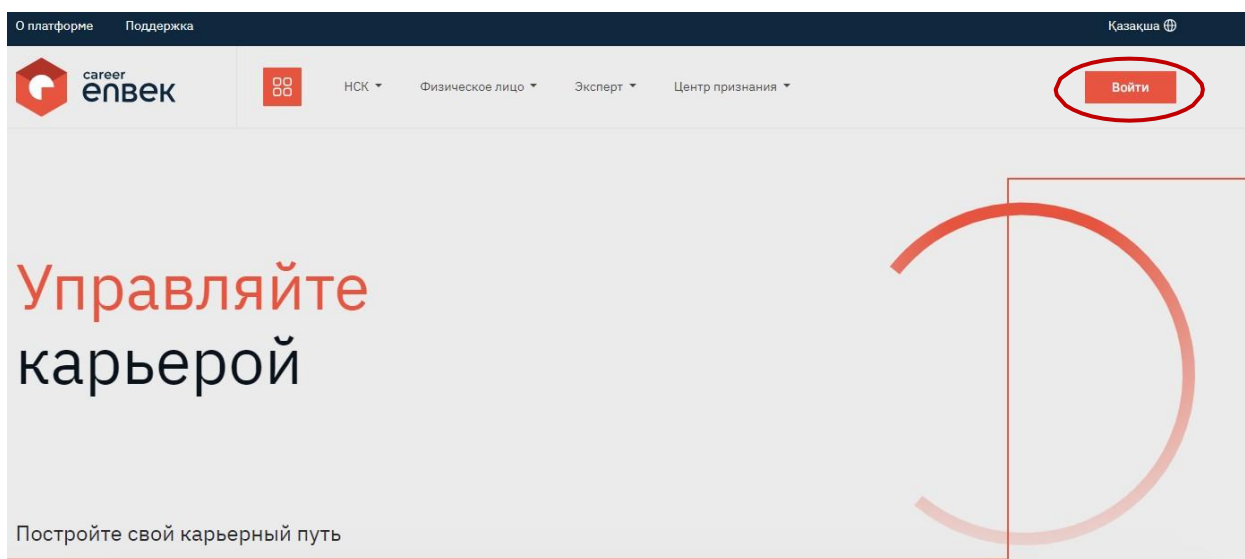 О платформе Поддержка Қазақша
career
enbek
НСК Физическое лицо Эксперт Центр признания Войти
Управляйте
карьерой
Постройте свой карьерный путь